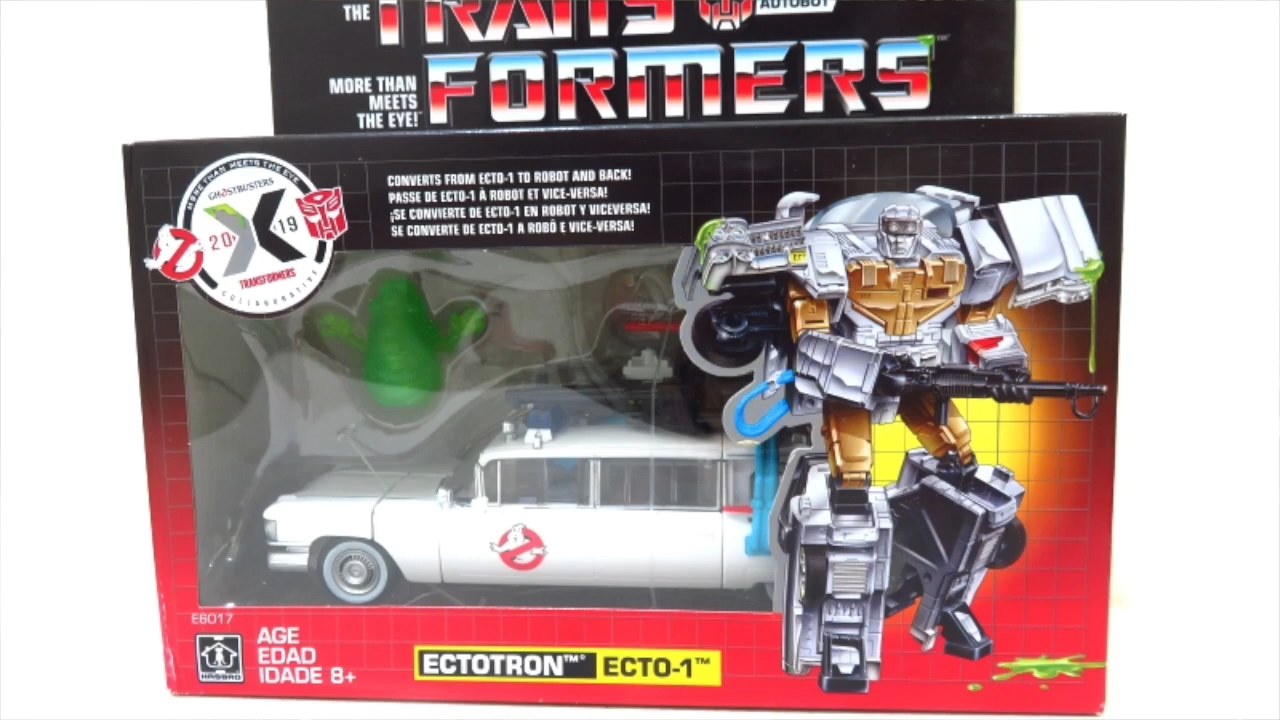 THE TRANS
AUTOBOT
FORMERS™
MORE THAN
MEETS
THE EYE!
MORE THAN MEETS THE EYE
GHOSTBUSTERS
20 X 19
TRANSFORMERS
COLLABORATIVE
CONVERTS FROM ECTO-1 TO ROBOT AND BACK!
PASSE DE ECTO-1 À ROBOT ET VICE-VERSA!
¡SE CONVIERTE DE ECTO-1 EN ROBOT Y VICEVERSA!
SE CONVERTE DE ECTO-1 A ROBÔ E VICE-VERSA!
E6017
HASBRO
AGE
EDAD
IDADE 8+
ECTOTRON™ ECTO-1™